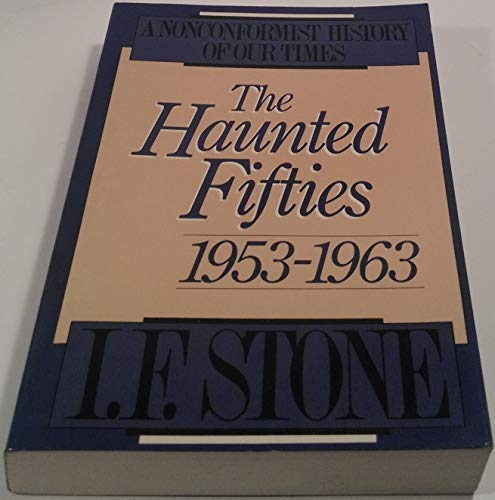 A NONCONFORMIST HISTORY
OF OUR TIMES
The
Haunted
Fifties
1953-1963
I.F. STONE